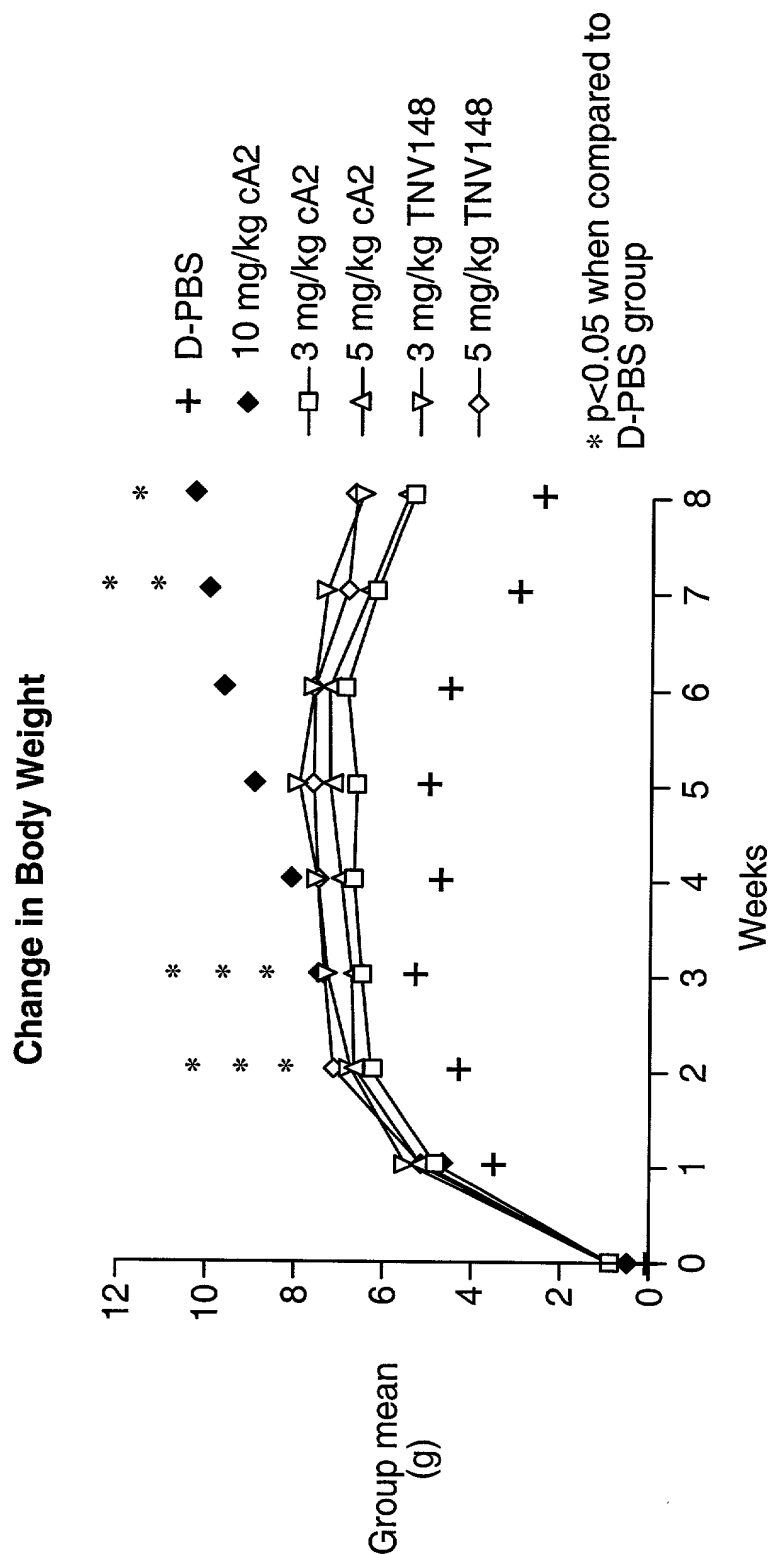 Change in Body Weight
Group mean
(g)
12
10
8
6
4
2
0
0 1 2 3 4 5 6 7 8
Weeks
* * *
* * *
* *
*
D-PBS
10 mg/kg cA2
3 mg/kg cA2
5 mg/kg cA2
3 mg/kg TNV148
5 mg/kg TNV148
* p<0.05 when compared to
D-PBS group